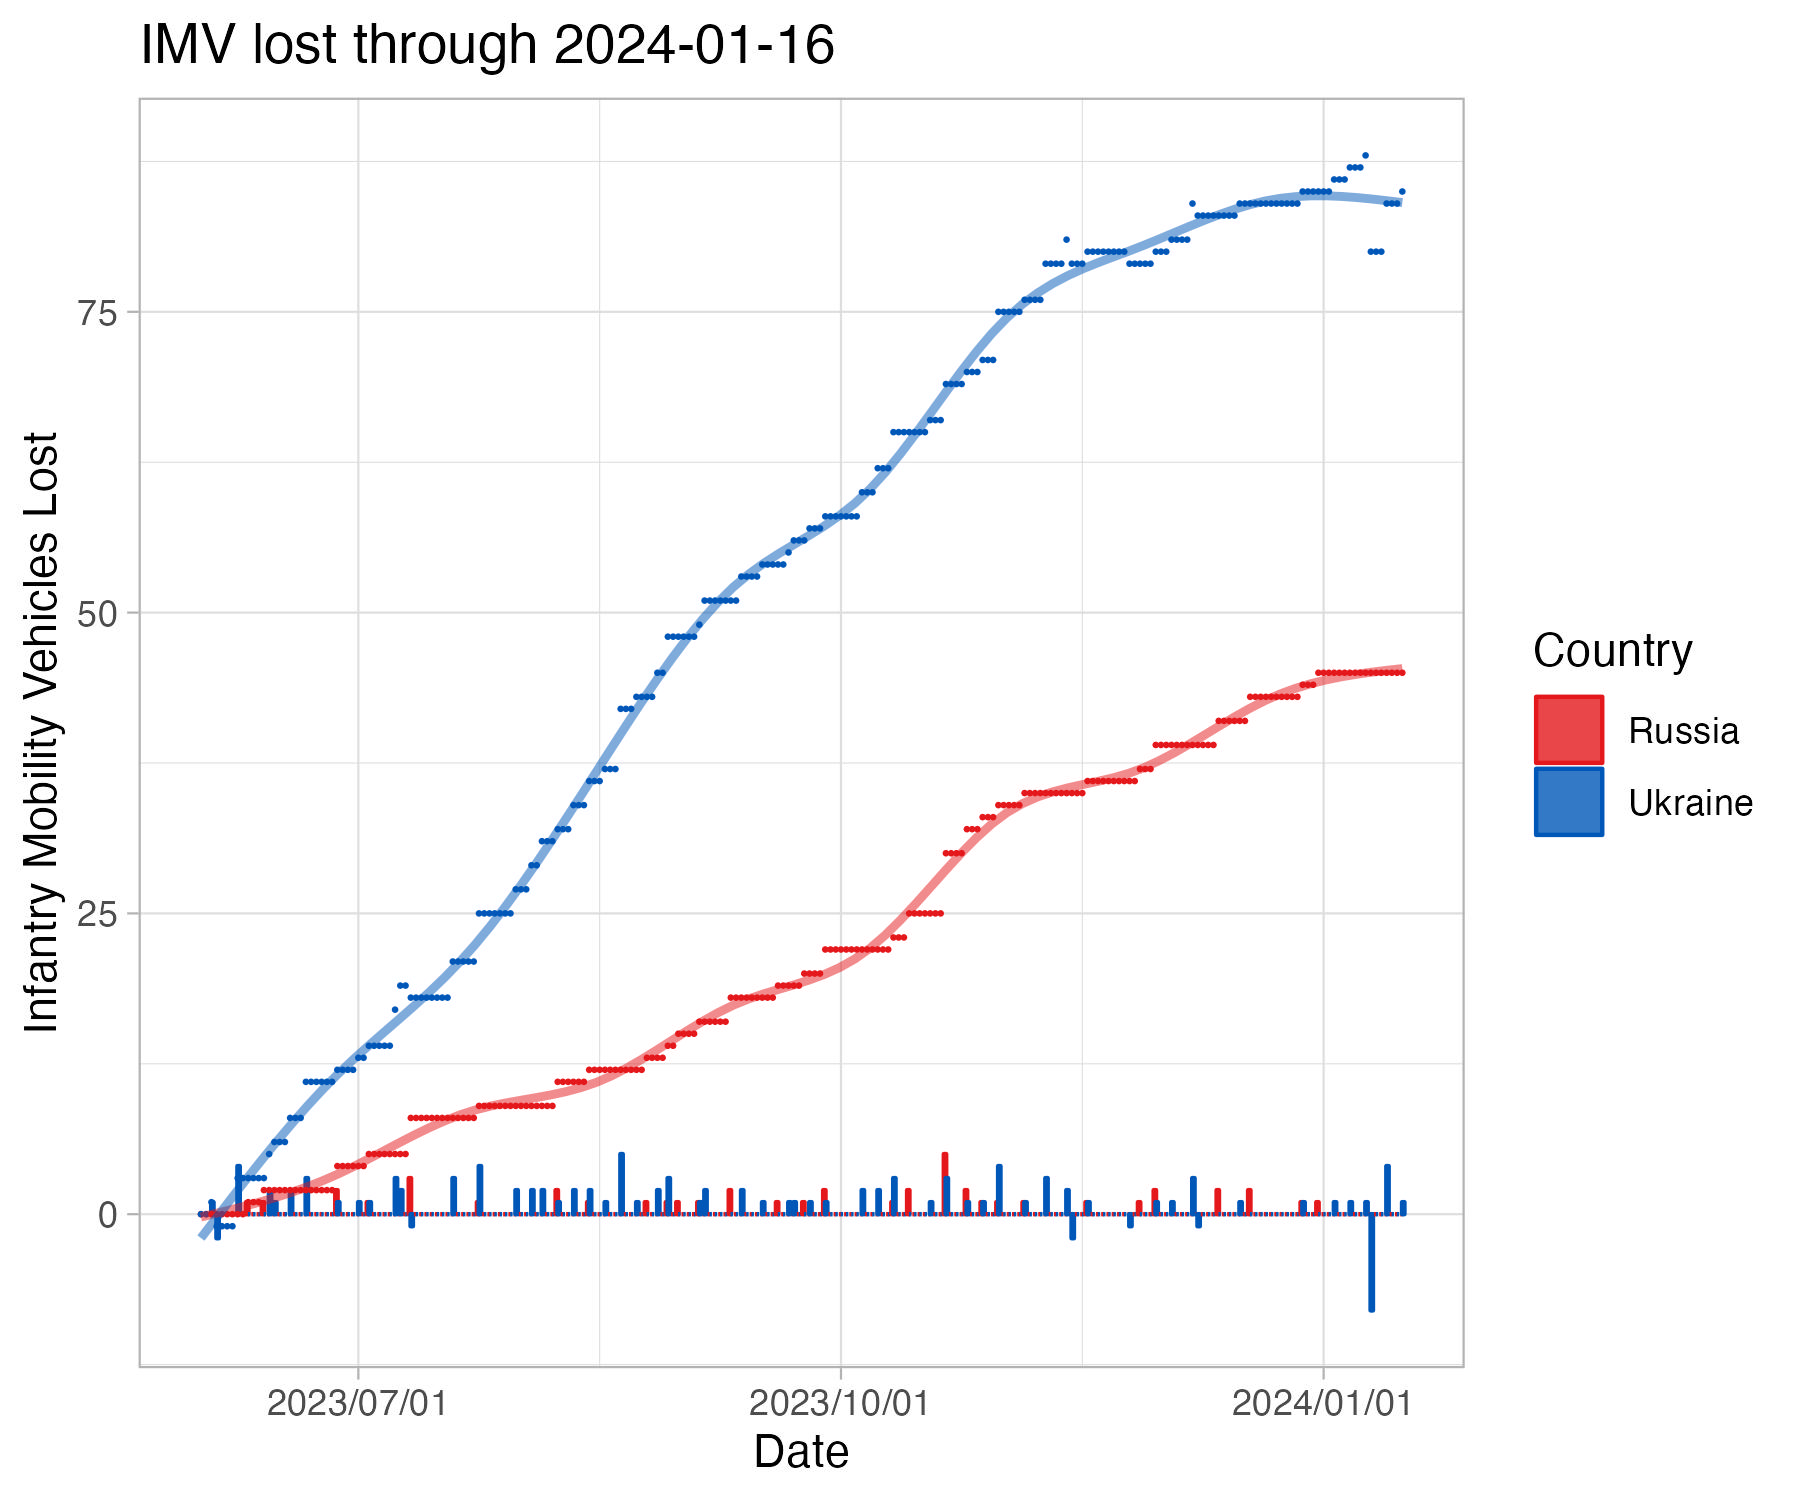 IMV lost through 2024-01-16
Infantry Mobility Vehicles Lost
75
50
25
0
2023/07/01
2023/10/01
2024/01/01
Date
Country
Russia
Ukraine